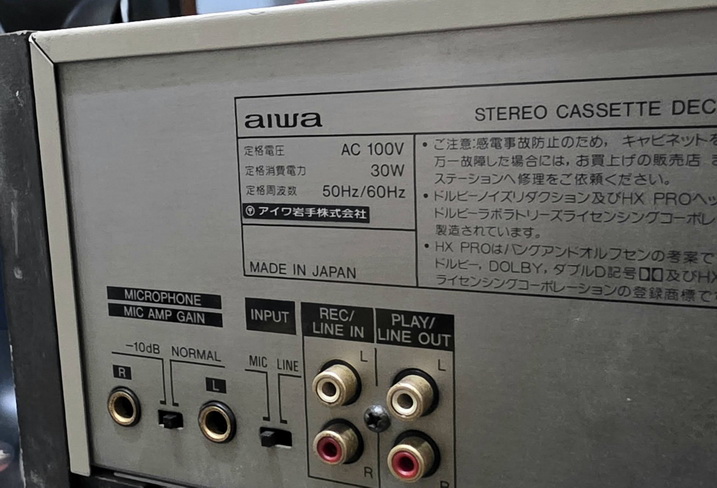 aiwa
STEREO CASSETTE DEC
定格電圧 AC 100V
定格消費電力 30W
定格周波数 50Hz/60Hz
アイワ岩手株式会社
MADE IN JAPAN
• ご注意:感電事故防止のため, キャビネットを
万一故障した場合には, お買上げの販売店
ステーションへ修理をご依頼ください。
• ドルビーノイズリダクション及びHX PROヘッ
ドルビーラボラトリーズライセンシングコーポレ
製造されています。
• HX PROはバングアンドオルフセンの考案で
ドルビー, DOLBY, ダブルD記号及びHX
ライセンシングコーポレーションの登録商標で
MICROPHONE
MIC AMP GAIN
-10dB NORMAL
R
L
INPUT
MIC LINE
REC/
LINE IN
PLAY/
LINE OUT
L
L
R
R